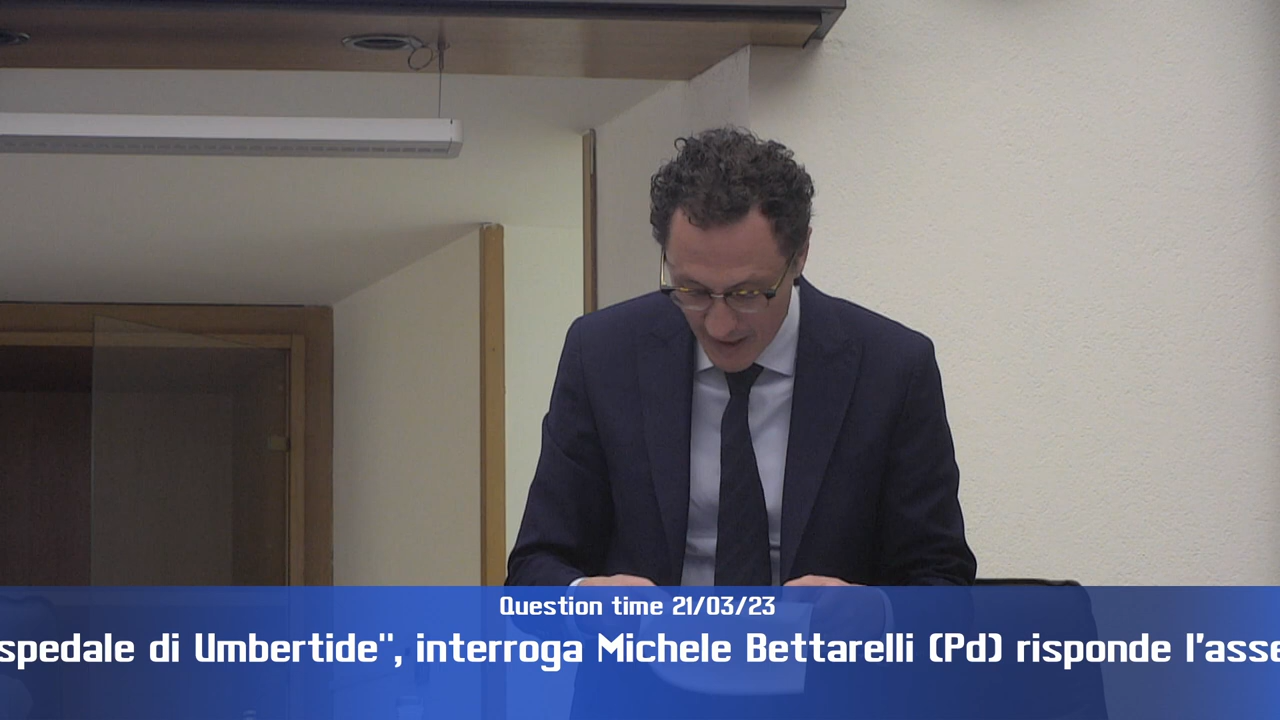 Question time 21/03/23
spedale di Umbertide", interroga Michele Bettarelli (Pd) risponde l'asse